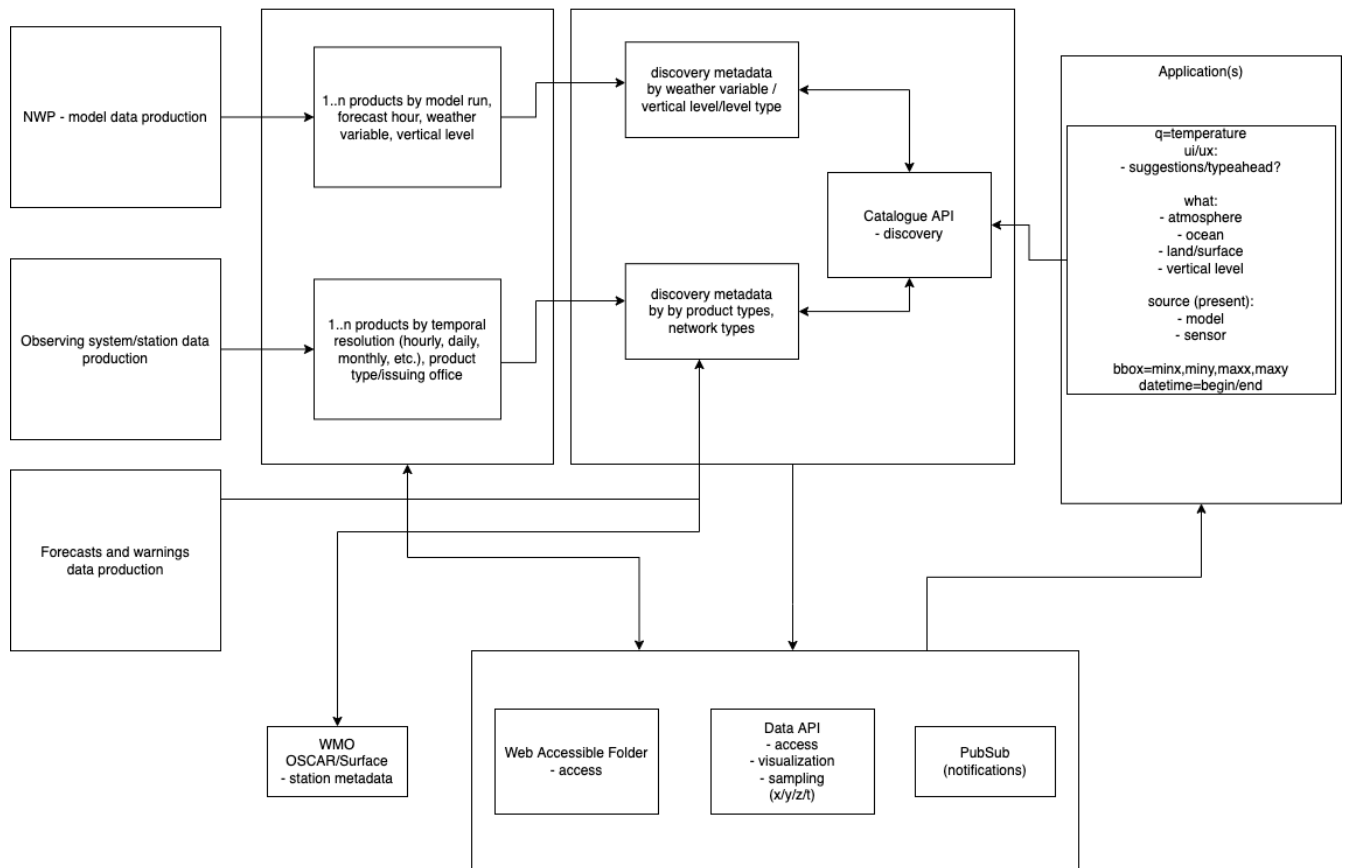 NWP - model data production
1..n products by model run,
forecast hour, weather
variable, vertical level
discovery metadata
by weather variable /
vertical level/level type
Catalogue API
- discovery
Application(s)
q=temperature
ui/ux:
- suggestions/typeahead?
what:
- atmosphere
- ocean
- land/surface
- vertical level
source (present):
- model
- sensor
bbox=minx,miny,maxx,maxy
datetime=begin/end
Observing system/station data
production
1..n products by temporal
resolution (hourly, daily,
monthly, etc.), product
type/issuing office
discovery metadata
by by product types,
network types
Forecasts and warnings
data production
WMO
OSCAR/Surface
- station metadata
Web Accessible Folder
- access
Data API
- access
- visualization
- sampling
(x/y/z/t)
PubSub
(notifications)